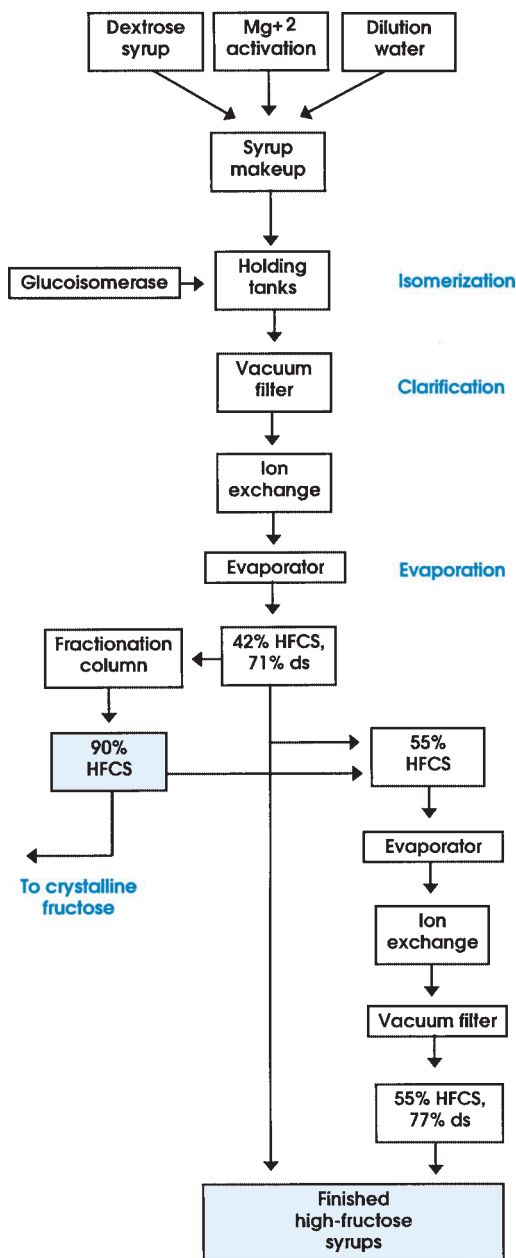 Dextrose
syrup
Mg+2
activation
Dilution
water
Syrup
makeup
Glucoisomerase
Holding
tanks
Isomerization
Vacuum
filter
Clarification
Ion
exchange
Evaporator
Evaporation
Fractionation
column
42% HFCS,
71% ds
90%
HFCS
55%
HFCS
To crystalline
fructose
Evaporator
Ion
exchange
Vacuum filter
55% HFCS,
77% ds
Finished
high-fructose
syrups